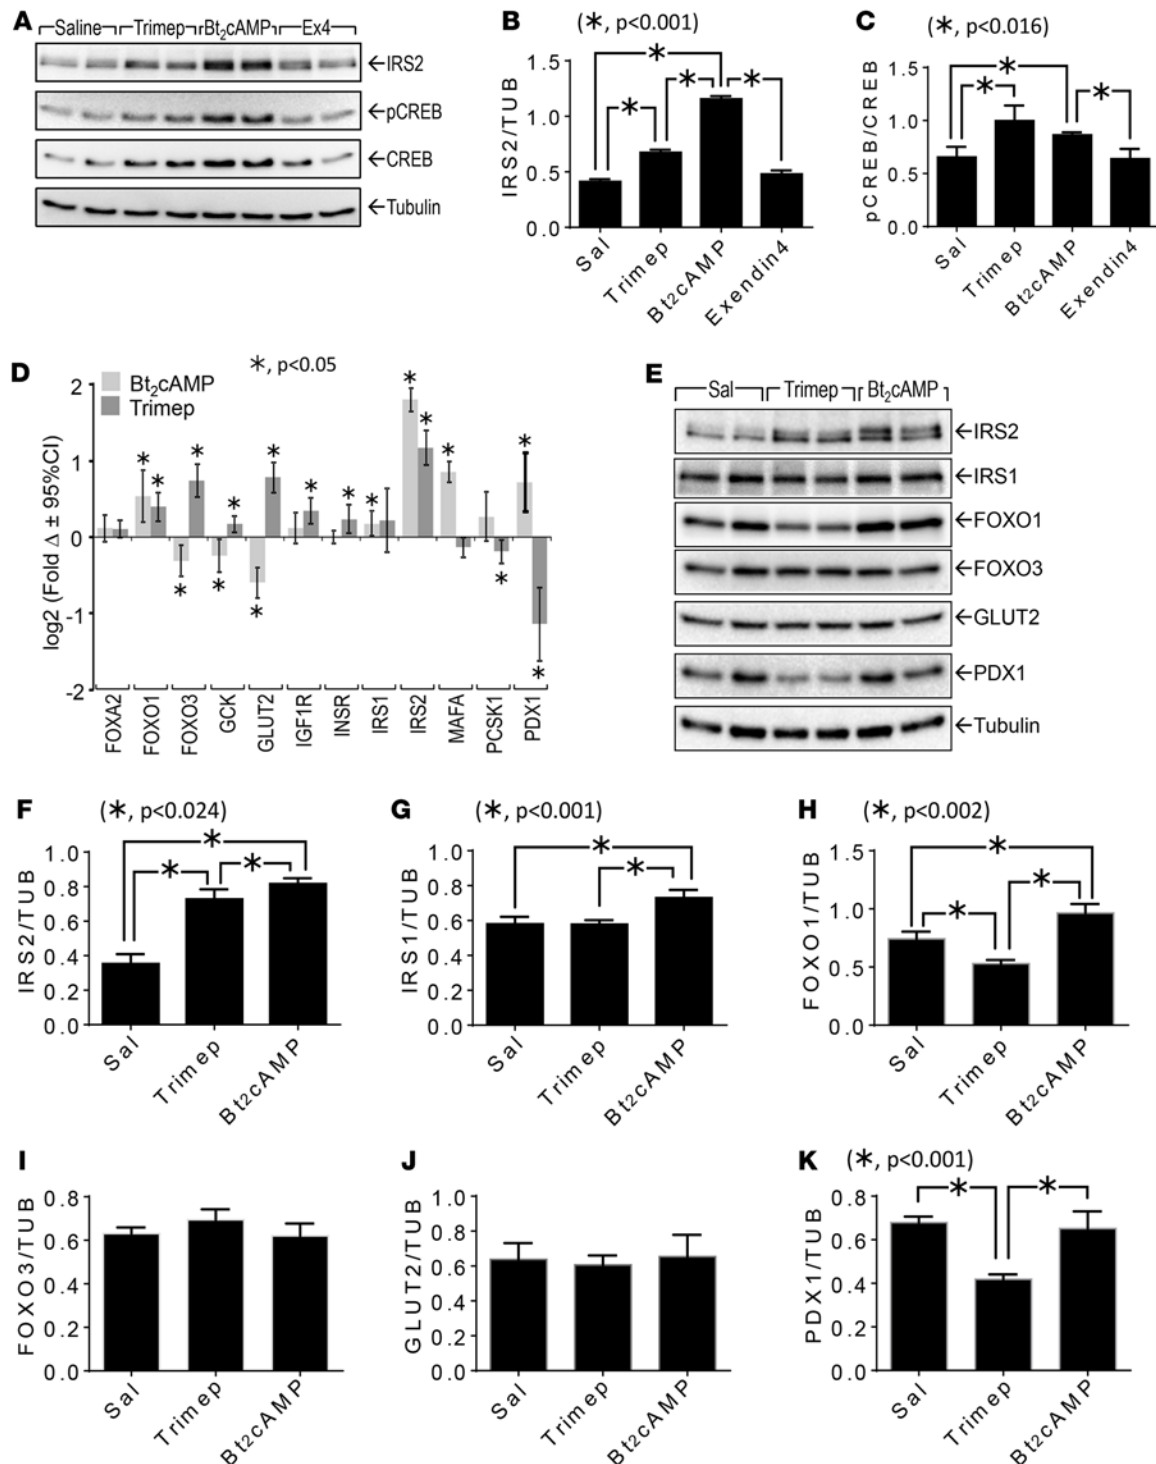 A
Saline Trimep Bt2cAMP Ex4
←IRS2
←pCREB
←CREB
←Tubulin
B
(*, p<0.001)
IRS2/TUB
1.5
1.0
0.5
0.0
* * * *
Sal Trimep Bt2cAMP Exendin4
C
(*, p<0.016)
pCREB/CREB
1.5
1.0
0.5
0.0
* * *
Sal Trimep Bt2cAMP Exendin4
D
*, p<0.05
Bt2cAMP
Trimep
log2 (Fold Δ ± 95%CI)
2
1
0
-1
-2
* * * * * * * * * * * * * * * *
FOXA2 FOXO1 FOXO3 GCK GLUT2 IGF1R INSR IRS1 IRS2 MAFA PCSK1 PDX1
E
Sal Trimep Bt2cAMP
←IRS2
←IRS1
←FOXO1
←FOXO3
←GLUT2
←PDX1
←Tubulin
F
(*, p<0.024)
IRS2/TUB
1.0
0.8
0.6
0.4
0.2
0.0
* * *
Sal Trimep Bt2cAMP
G
(*, p<0.001)
IRS1/TUB
1.0
0.8
0.6
0.4
0.2
0.0
* *
Sal Trimep Bt2cAMP
H
(*, p<0.002)
FOXO1/TUB
1.5
1.0
0.5
0.0
* * *
Sal Trimep Bt2cAMP
I
FOXO3/TUB
0.8
0.6
0.4
0.2
0.0
Sal Trimep Bt2cAMP
J
GLUT2/TUB
1.0
0.8
0.6
0.4
0.2
0.0
Sal Trimep Bt2cAMP
K
(*, p<0.001)
PDX1/TUB
0.8
0.6
0.4
0.2
0.0
* *
Sal Trimep Bt2cAMP